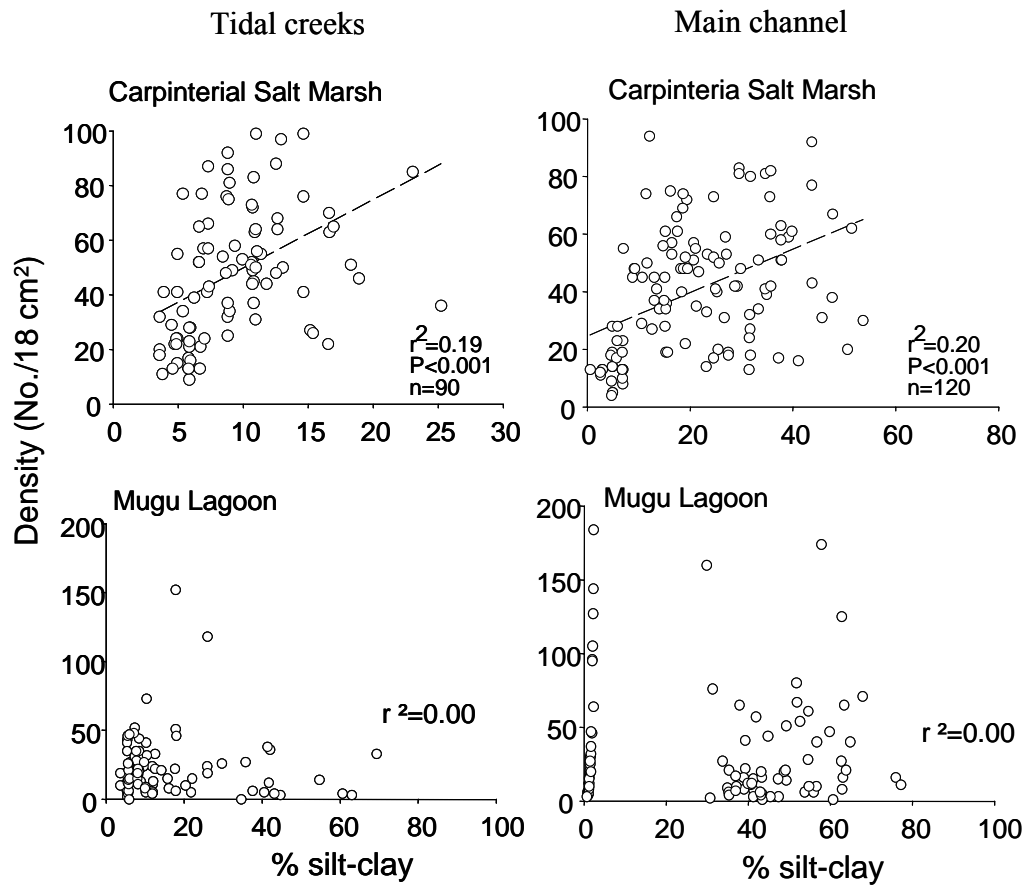 Tidal creeks
Main channel
Carpinterial Salt Marsh
100
80
60
40
20
0
r²=0.19
P<0.001
n=90
0 5 10 15 20 25 30
Carpinteria Salt Marsh
100
80
60
40
20
0
r²=0.20
P<0.001
n=120
0 20 40 60 80
Density (No./18 cm²)
Mugu Lagoon
200
150
100
50
0
r ²=0.00
0 20 40 60 80 100
% silt-clay
Mugu Lagoon
200
150
100
50
0
r ²=0.00
0 20 40 60 80 100
% silt-clay